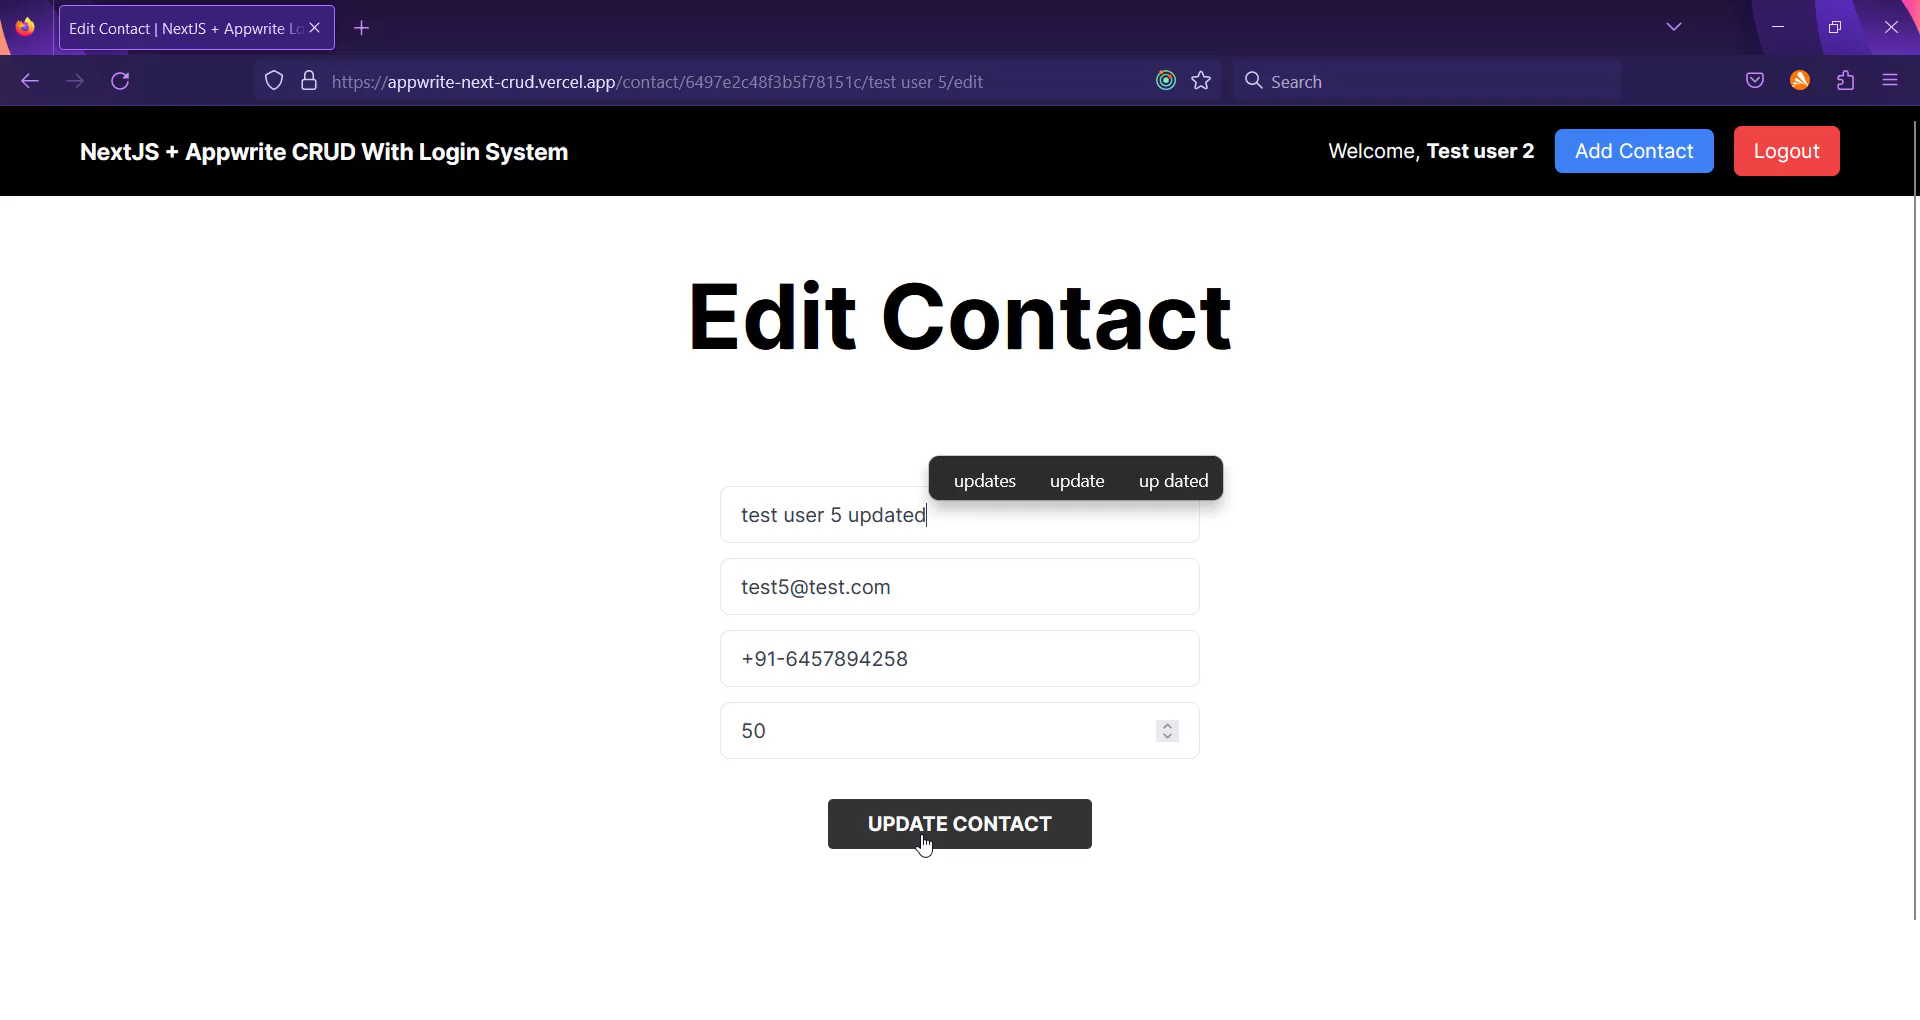 Edit Contact | NextJS + Appwrite Lo
https://appwrite-next-crud.vercel.app/contact/6497e2c48f3b5f78151c/test user 5/edit
Search
NextJS + Appwrite CRUD With Login System
Welcome, Test user 2
Add Contact
Logout
Edit Contact
updates update up dated
test user 5 updated
test5@test.com
+91-6457894258
50
UPDATE CONTACT